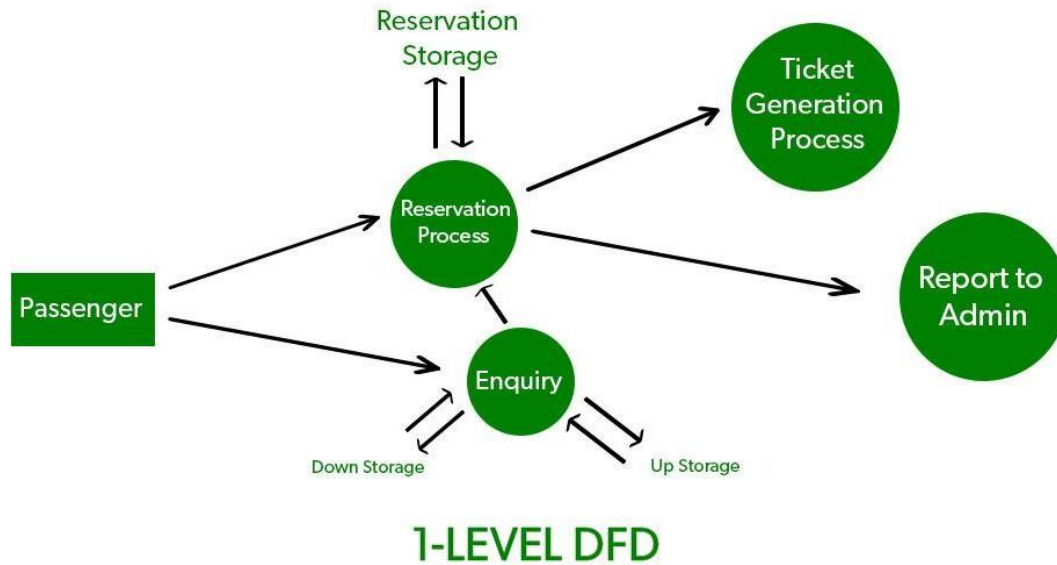 Reservation
Storage
Ticket
Generation
Process
Reservation
Process
Passenger
Report to
Admin
Enquiry
Down Storage
Up Storage
1-LEVEL DFD